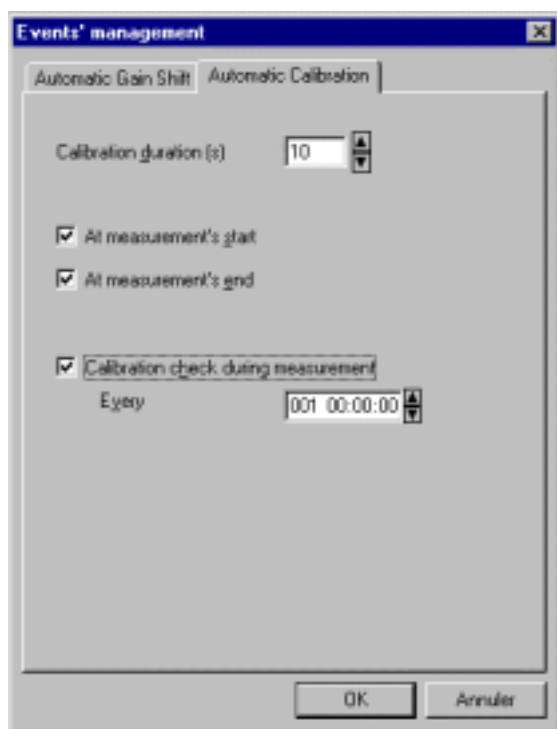 Events' management
Automatic Gain Shift
Automatic Calibration
Calibration duration (s)
10
At measurement's start
At measurement's end
Calibration check during measurement
Every
001 00:00:00
OK
Annuler